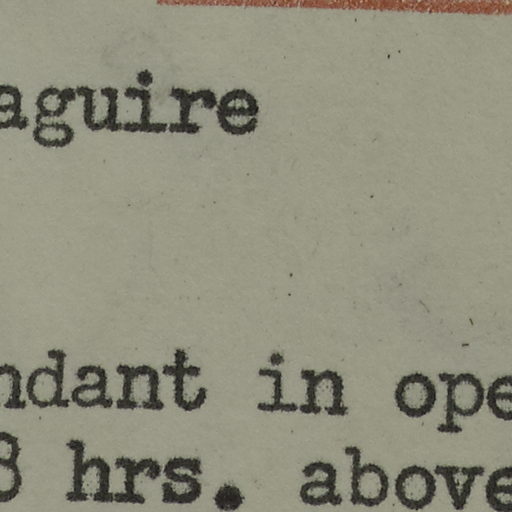 aguire
ndant in ope
8 hrs. above